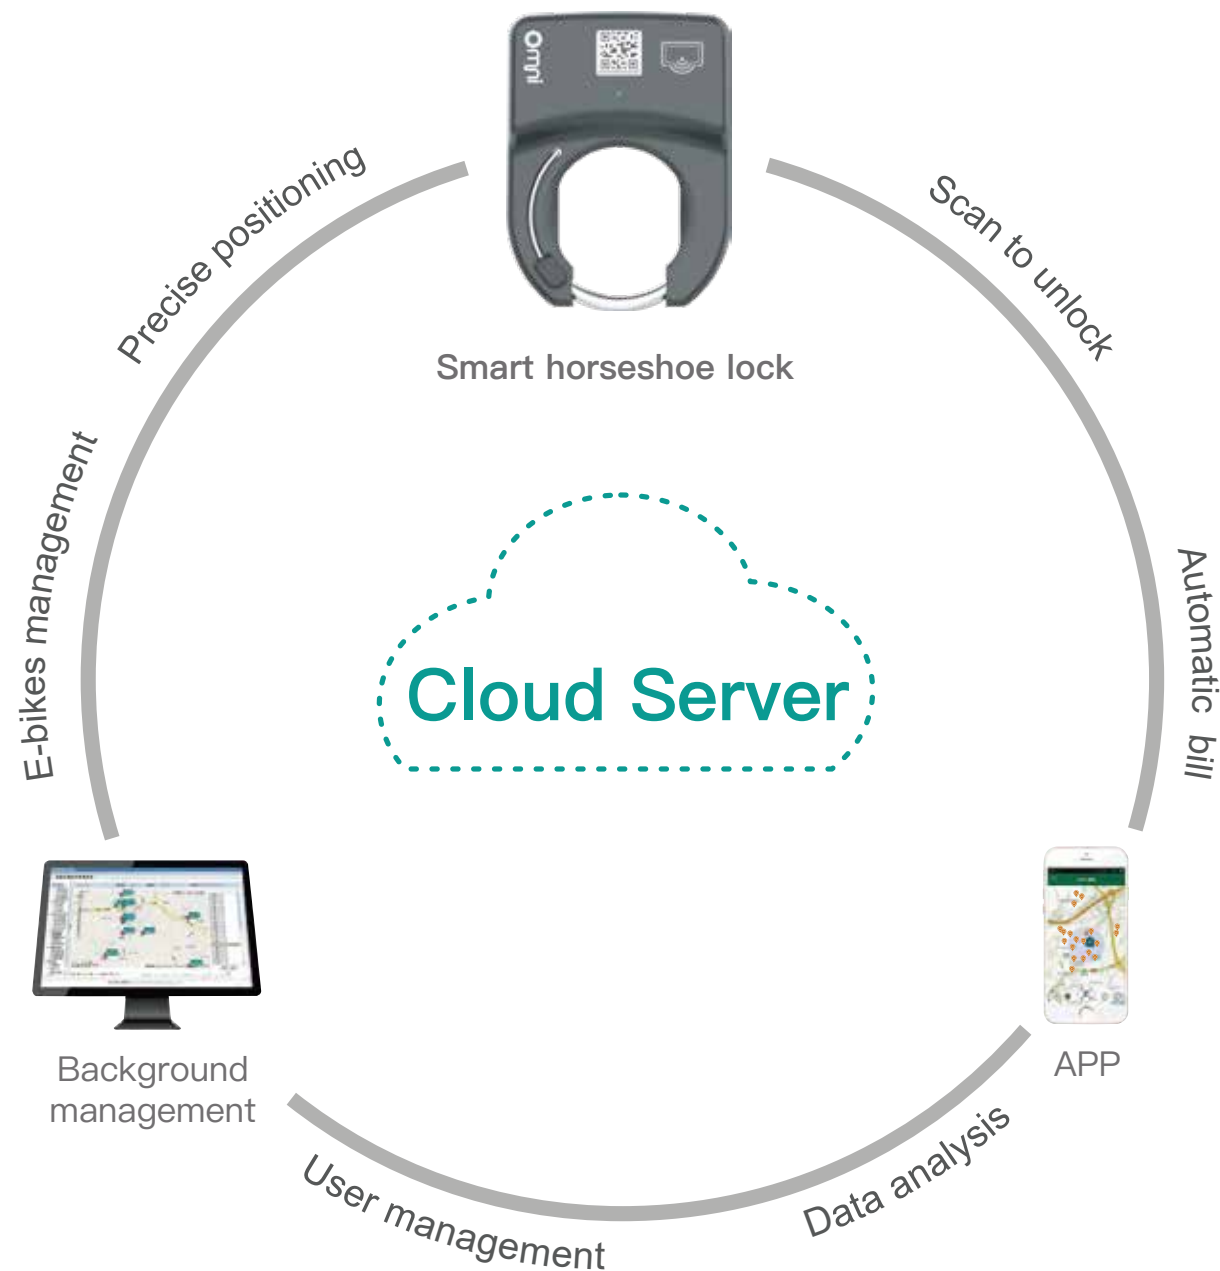 Omni
Precise positioning
Scan to unlock
Smart horseshoe lock
E-bikes management
Automatic bill
Cloud Server
Background
management
APP
User management
Data analysis